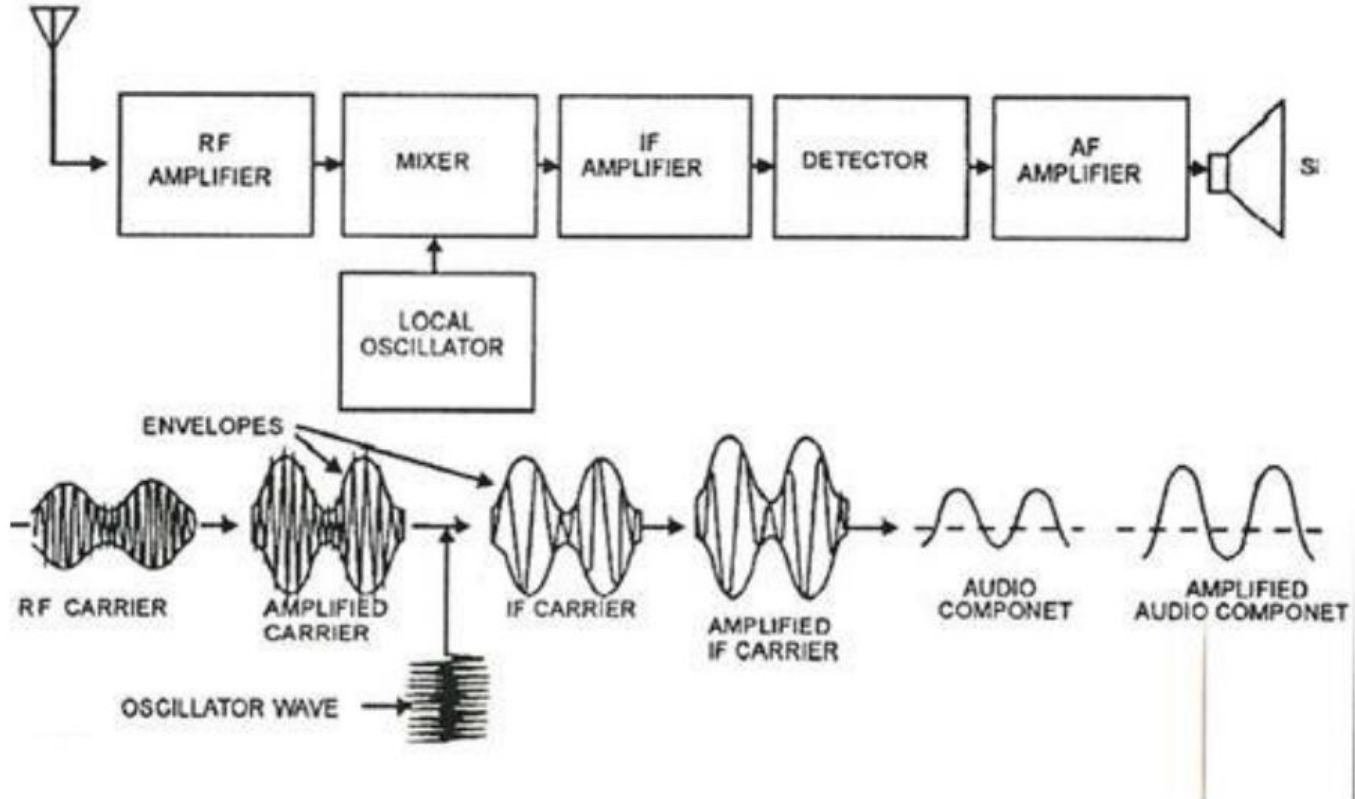 RF
AMPLIFIER
MIXER
IF
AMPLIFIER
DETECTOR
AF
AMPLIFIER
SI
LOCAL
OSCILLATOR
ENVELOPES
RF CARRIER
AMPLIFIED
CARRIER
IF CARRIER
AMPLIFIED
IF CARRIER
AUDIO
COMPONET
AMPLIFIED
AUDIO COMPONET
OSCILLATOR WAVE